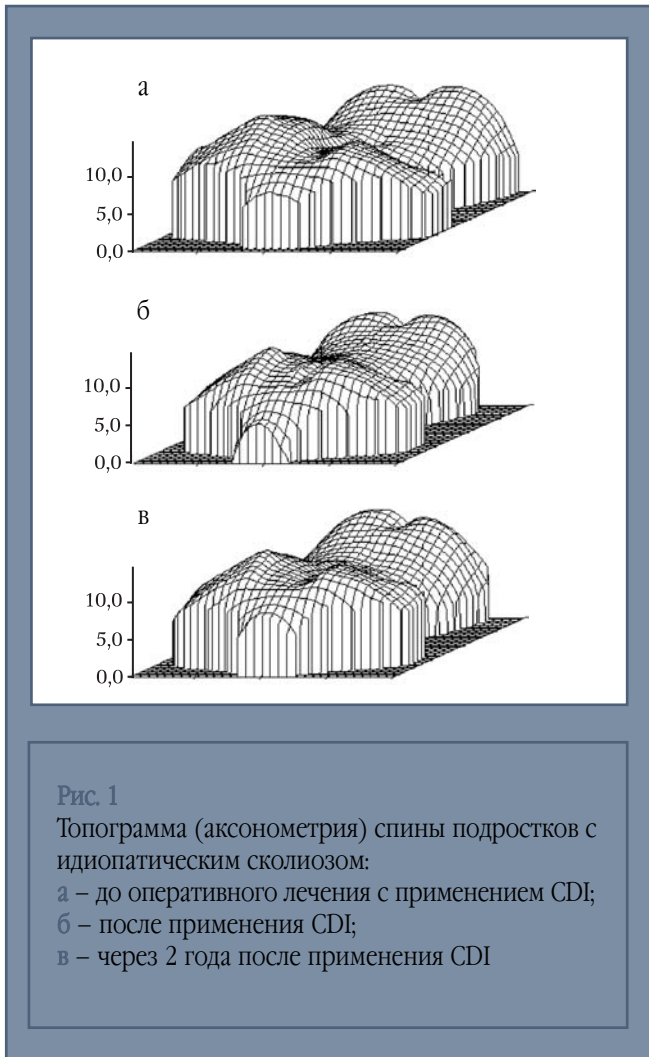 а
10,0
5,0
0,0
б
10,0
5,0
0,0
в
10,0
5,0
0,0
Рис. 1
Топограмма (аксонометрия) спины подростков с
идиопатическим сколиозом:
а – до оперативного лечения с применением CDI;
б – после применения CDI;
в – через 2 года после применения CDI